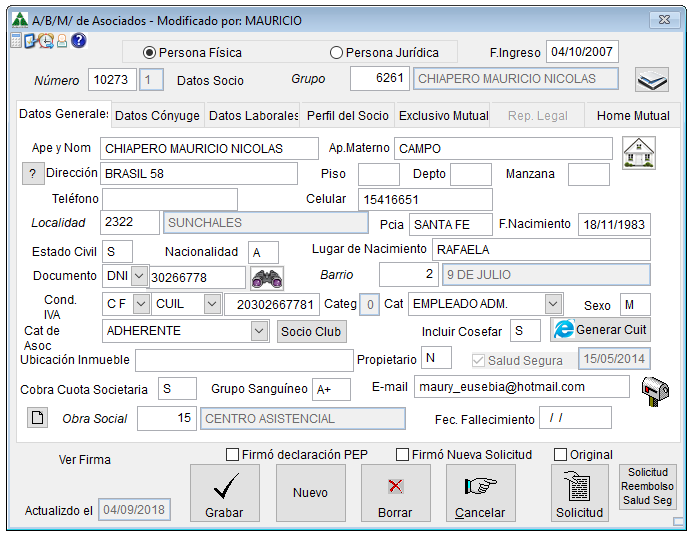 A/B/M/ de Asociados - Modificado por: MAURICIO
Persona Física Persona Jurídica F.Ingreso 04/10/2007
Número 10273 1 Datos Socio Grupo 6261 CHIAPERO MAURICIO NICOLAS
Datos Generales Datos Cónyuge Datos Laborales Perfil del Socio Exclusivo Mutual Rep. Legal Home Mutual
Ape y Nom CHIAPERO MAURICIO NICOLAS Ap.Materno CAMPO
? Dirección BRASIL 58 Piso Depto Manzana
Teléfono Celular 15416651
Localidad 2322 SUNCHALES Pcia SANTA FE F.Nacimiento 18/11/1983
Estado Civil S Nacionalidad A Lugar de Nacimiento RAFAELA
Documento DNI 30266778 Barrio 2 9 DE JULIO
Cond. IVA C F CUIL 20302667781 Categ 0 Cat EMPLEADO ADM. Sexo M
Cat de Asoc ADHERENTE Socio Club Incluir Cosefar S Generar Cuit
Ubicación Inmueble Propietario N Salud Segura 15/05/2014
Cobra Cuota Societaria S Grupo Sanguíneo A+ E-mail maury_eusebia@hotmail.com
Obra Social 15 CENTRO ASISTENCIAL Fec. Fallecimiento / /
Ver Firma Firmó declaración PEP Firmó Nueva Solicitud Original
Actualizdo el 04/09/2018 Grabar Nuevo Borrar Cancelar Solicitud Solicitud Reembolso Salud Seg